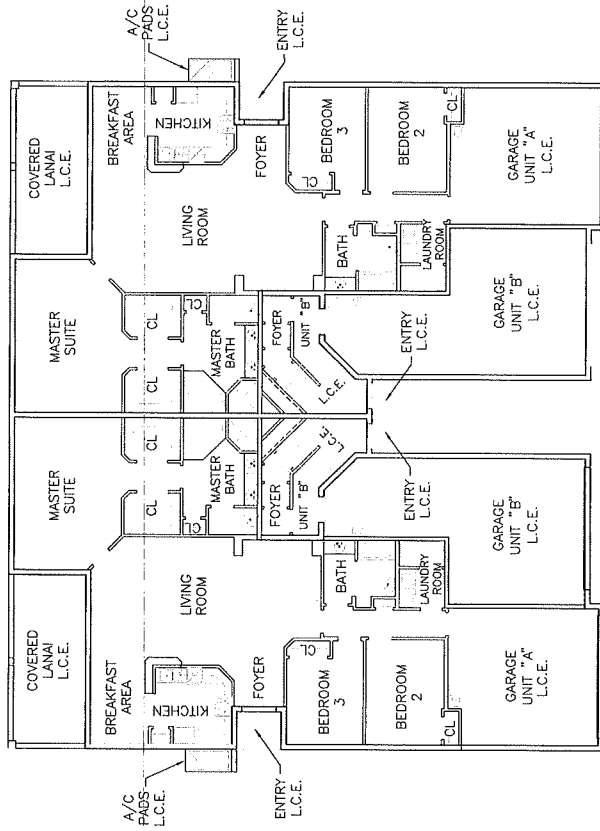 COVERED
LANAI
L.C.E.
MASTER
SUITE
MASTER
SUITE
COVERED
LANAI
L.C.E.
A/C
PADS
L.C.E.
BREAKFAST
AREA
CL
CL
CL
CL
BREAKFAST
AREA
A/C
PADS
L.C.E.
KITCHEN
LIVING
ROOM
CL
MASTER
BATH
MASTER
BATH
CL
LIVING
ROOM
KITCHEN
ENTRY
L.C.E.
FOYER
FOYER
UNIT "B"
L.C.E.
FOYER
UNIT "B"
L.C.E.
FOYER
ENTRY
L.C.E.
BEDROOM
3
CL
BATH
BATH
CL
BEDROOM
3
BEDROOM
2
LAUNDRY
ROOM
ENTRY
L.C.E.
ENTRY
L.C.E.
LAUNDRY
ROOM
BEDROOM
2
CL
CL
GARAGE
UNIT "A"
L.C.E.
GARAGE
UNIT "B"
L.C.E.
GARAGE
UNIT "B"
L.C.E.
GARAGE
UNIT "A"
L.C.E.